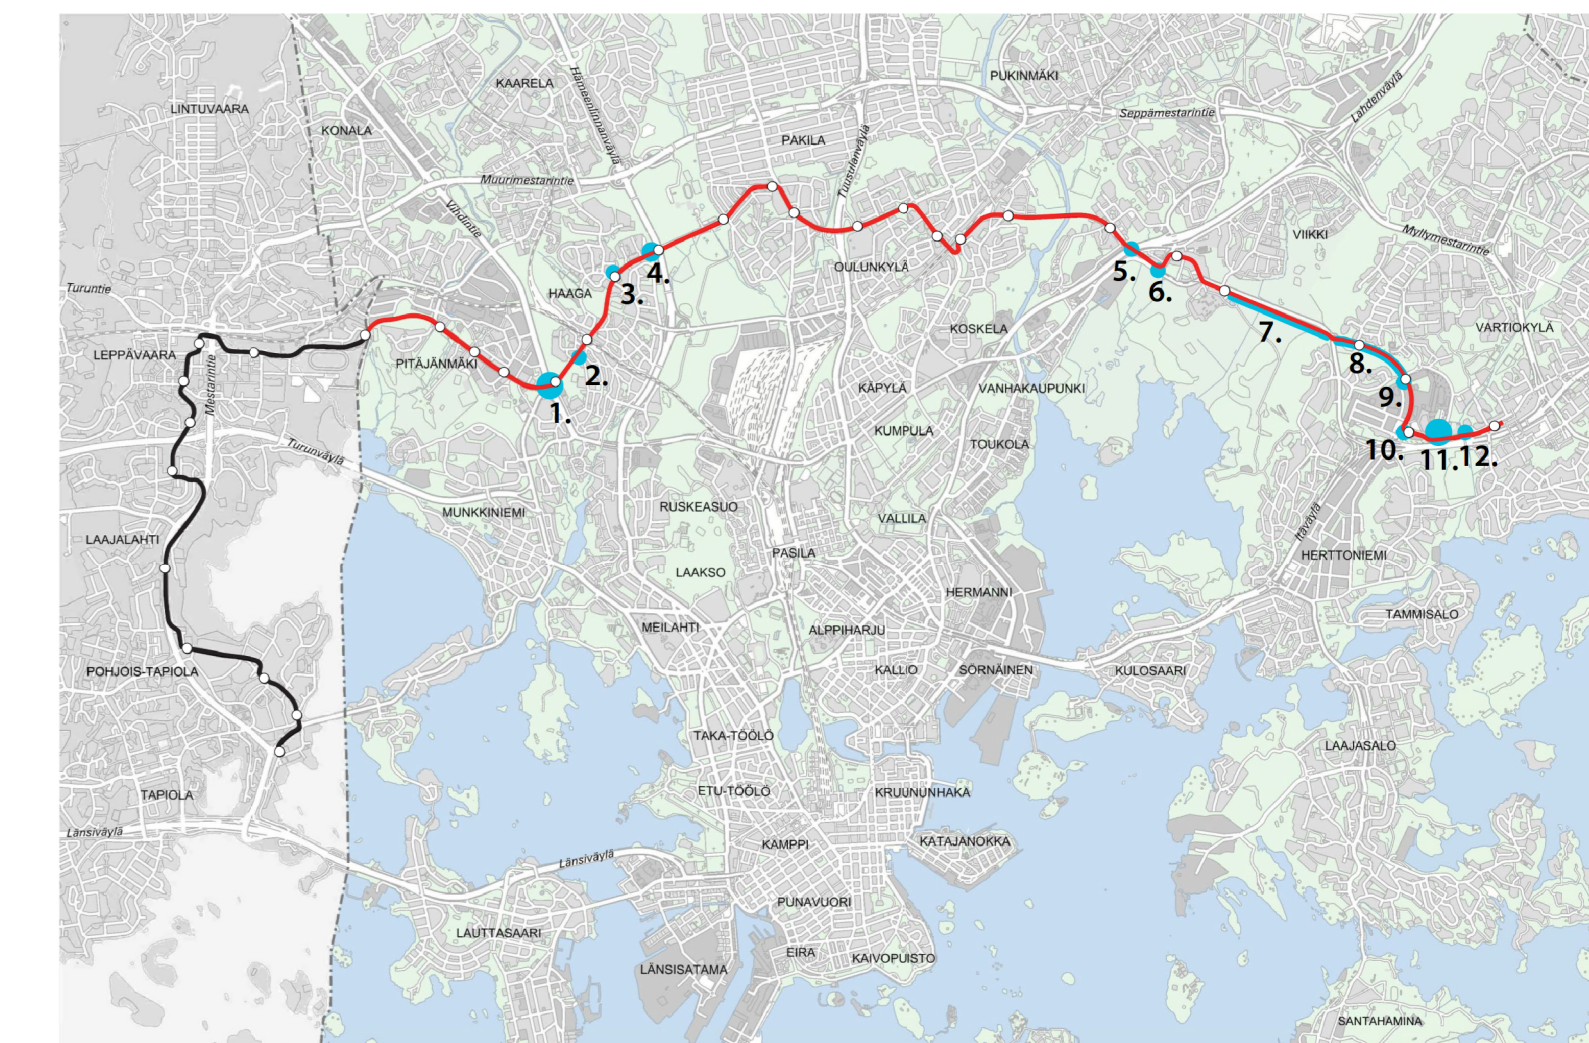 KAARELA
PUKINMÄKI
Hämeenlinnanväylä
LINTUVAARA
Lahdenväylä
Seppämestarintie
KONALA
PAKILA
Tuusulanväylä
Muurimestarintie
Vihdintie
VIIKKI
Myllymestarintie
OULUNKYLÄ
4.
5.
3.
6.
HAAGA
Turuntie
KOSKELA
7.
VARTIOKYLÄ
LEPPÄVAARA
PITÄJÄNMÄKI
8.
2.
Mestarintie
KÄPYLÄ
VANHAKAUPUNKI
9.
1.
KUMPULA
TOUKOLA
10.
11.
12.
Turunväylä
MUNKKINIEMI
RUSKEASUO
VALLILA
Itäväylä
LAAJALAHTI
PASILA
HERTTONIEMI
LAAKSO
HERMANNI
TAMMISALO
MEILAHTI
ALPPIHARJU
POHJOIS-TAPIOLA
KALLIO
SÖRNÄINEN
KULOSAARI
TAKA-TÖÖLÖ
LAAJASALO
TAPIOLA
ETU-TÖÖLÖ
KRUUNUNHAKA
Länsiväylä
KAMPPI
KATAJANOKKA
Länsiväylä
PUNAVUORI
LAUTTASAARI
EIRA
KAIVOPUISTO
LÄNSISATAMA
SANTAHAMINA